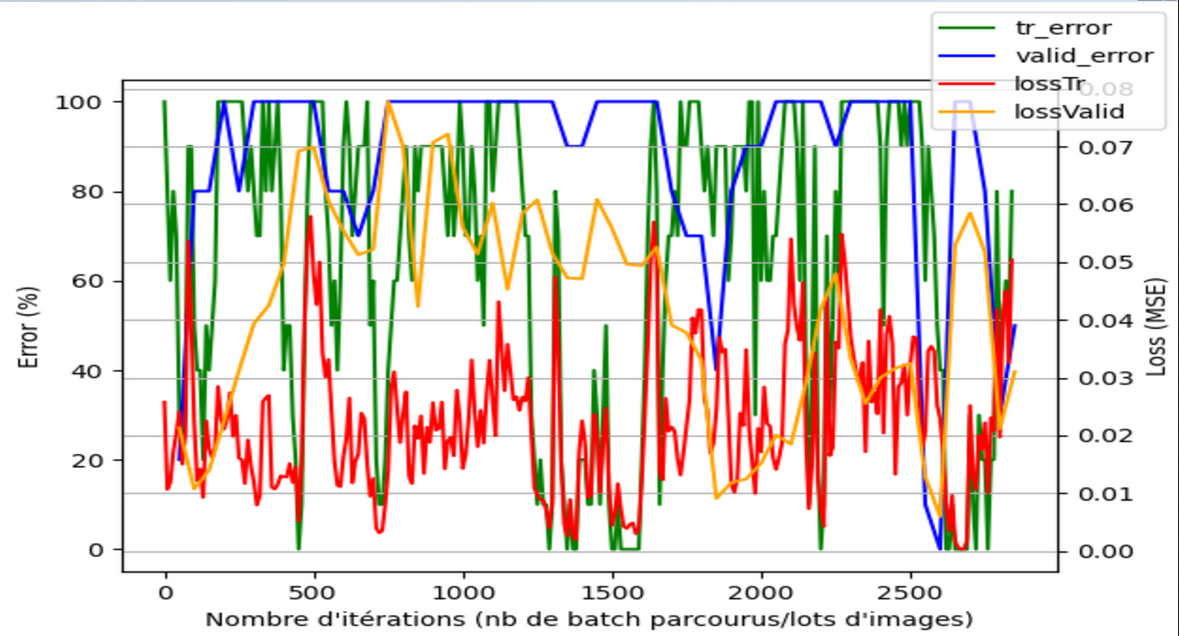 tr_error
valid_error
lossTr
lossValid
100
80
60
40
20
0
Error (%)
0.08
0.07
0.06
0.05
0.04
0.03
0.02
0.01
0.00
Loss (MSE)
0 500 1000 1500 2000 2500
Nombre d'itérations (nb de batch parcourus/lots d'images)